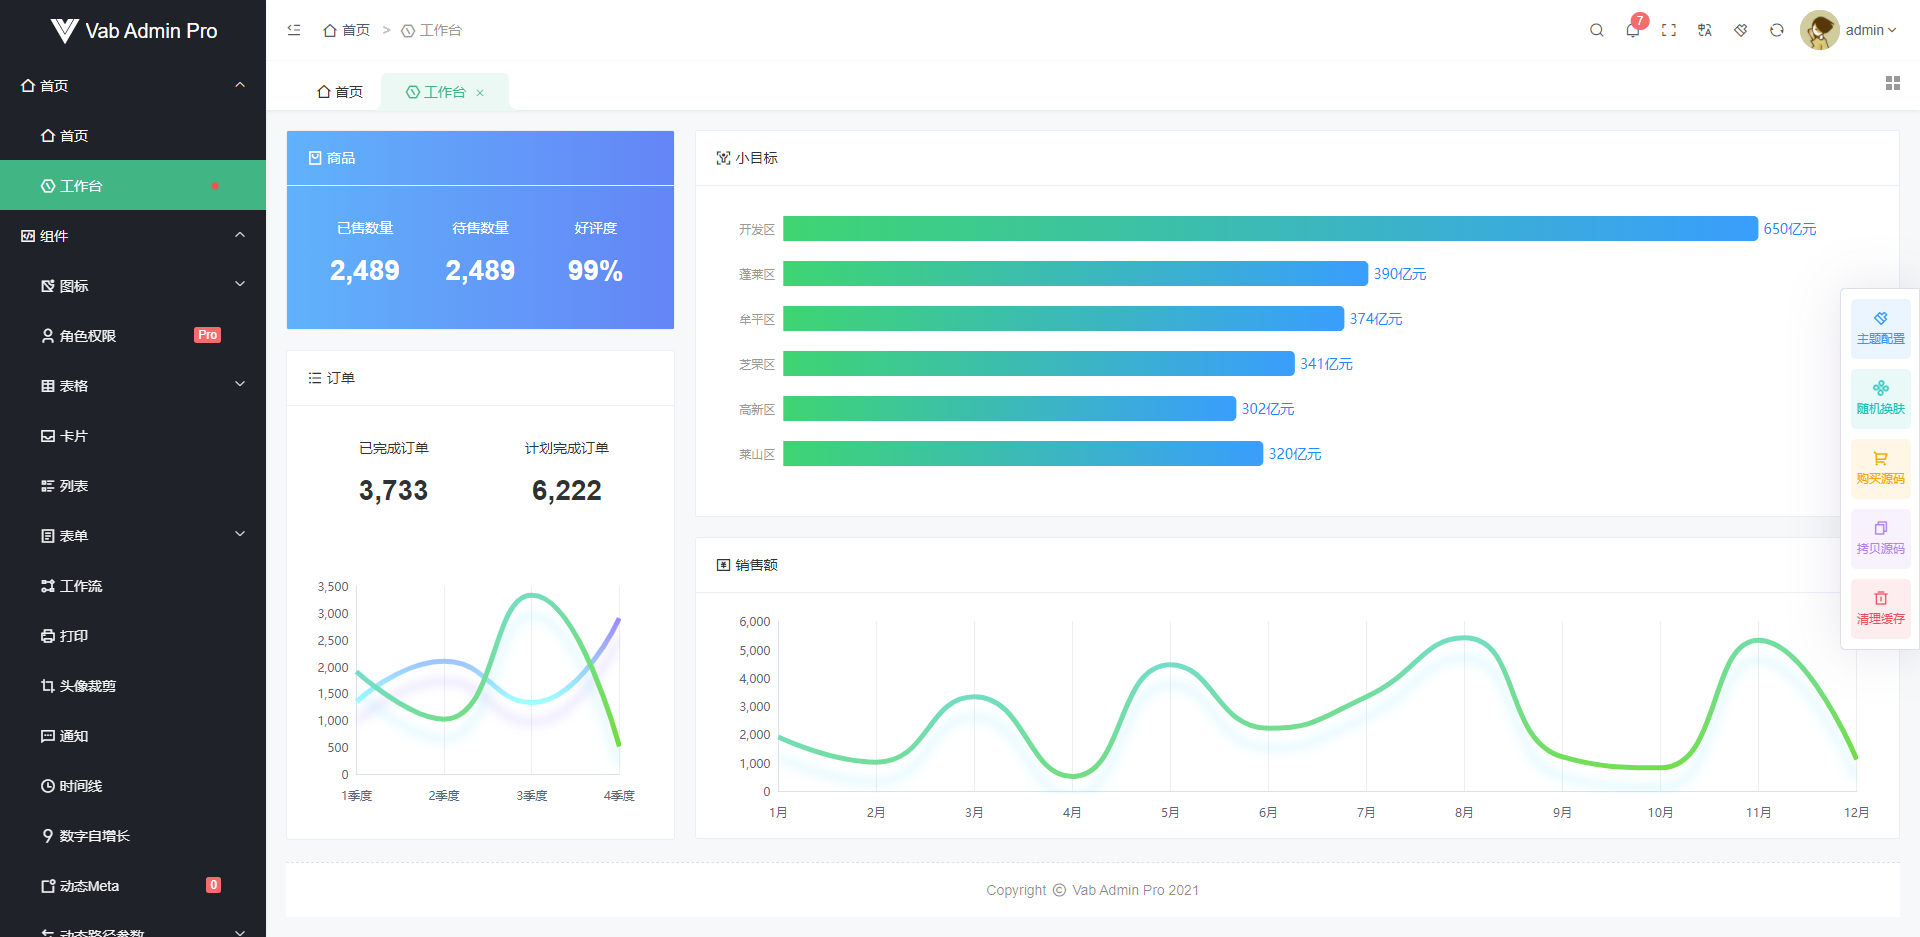 Vab Admin Pro
首页
首页
工作台
组件
图标
角色权限 Pro
表格
卡片
列表
表单
工作流
打印
头像裁剪
通知
时间线
数字自增长
动态Meta 0
动态路径参数
首页 > 工作台
7
admin
首页 工作台 ×
商品
已售数量 待售数量 好评度
2,489 2,489 99%
订单
已完成订单 计划完成订单
3,733 6,222
3,500
3,000
2,500
2,000
1,500
1,000
500
0
1季度 2季度 3季度 4季度
小目标
开发区 650亿元
蓬莱区 390亿元
牟平区 374亿元
芝罘区 341亿元
高新区 302亿元
莱山区 320亿元
销售额
6,000
5,000
4,000
3,000
2,000
1,000
0
1月 2月 3月 4月 5月 6月 7月 8月 9月 10月 11月 12月
主题配置
随机换肤
购买源码
拷贝源码
清理缓存
Copyright © Vab Admin Pro 2021